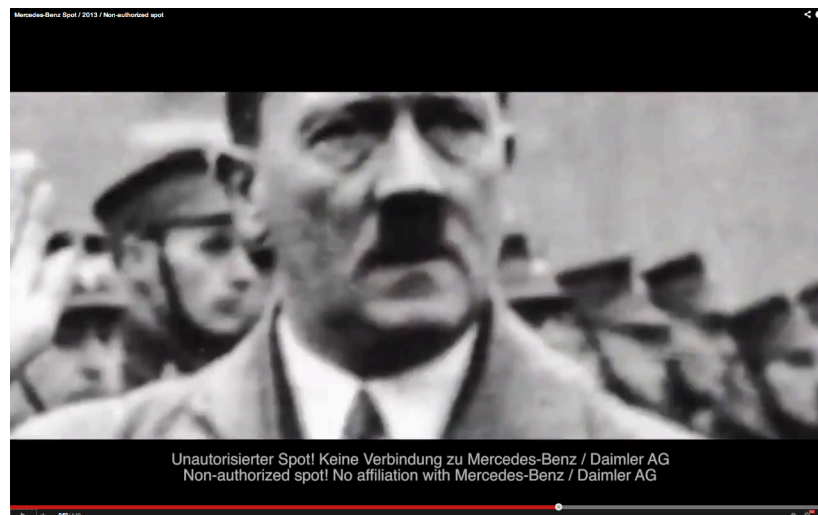 Mercedes-Benz Spot / 2013 / Non-authorized spot
Unautorisierter Spot! Keine Verbindung zu Mercedes-Benz / Daimler AG
Non-authorized spot! No affiliation with Mercedes-Benz / Daimler AG